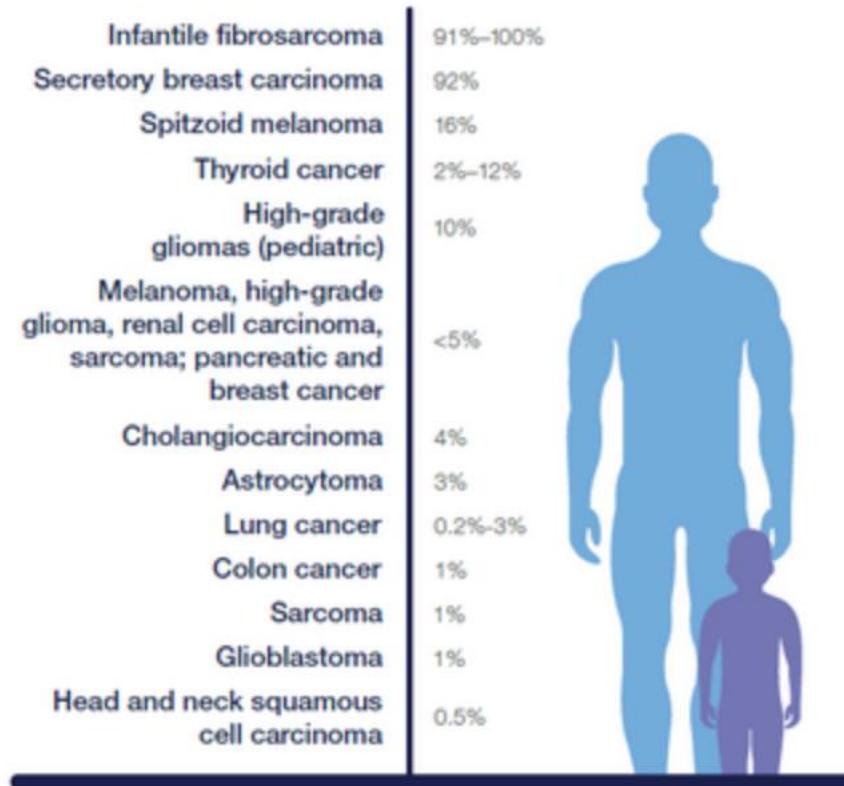 Infantile fibrosarcoma 91%–100%
Secretory breast carcinoma 92%
Spitzoid melanoma 16%
Thyroid cancer 2%–12%
High-grade
gliomas (pediatric) 10%
Melanoma, high-grade
glioma, renal cell carcinoma,
sarcoma; pancreatic and
breast cancer <5%
Cholangiocarcinoma 4%
Astrocytoma 3%
Lung cancer 0.2%-3%
Colon cancer 1%
Sarcoma 1%
Glioblastoma 1%
Head and neck squamous
cell carcinoma 0.5%